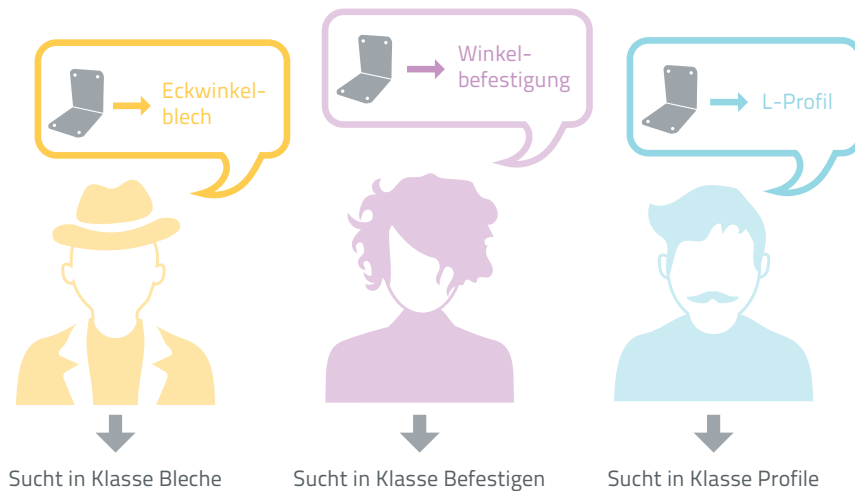 Eckwinkel-
blech
Winkel-
befestigung
L-Profil
Sucht in Klasse Bleche
Sucht in Klasse Befestigen
Sucht in Klasse Profile